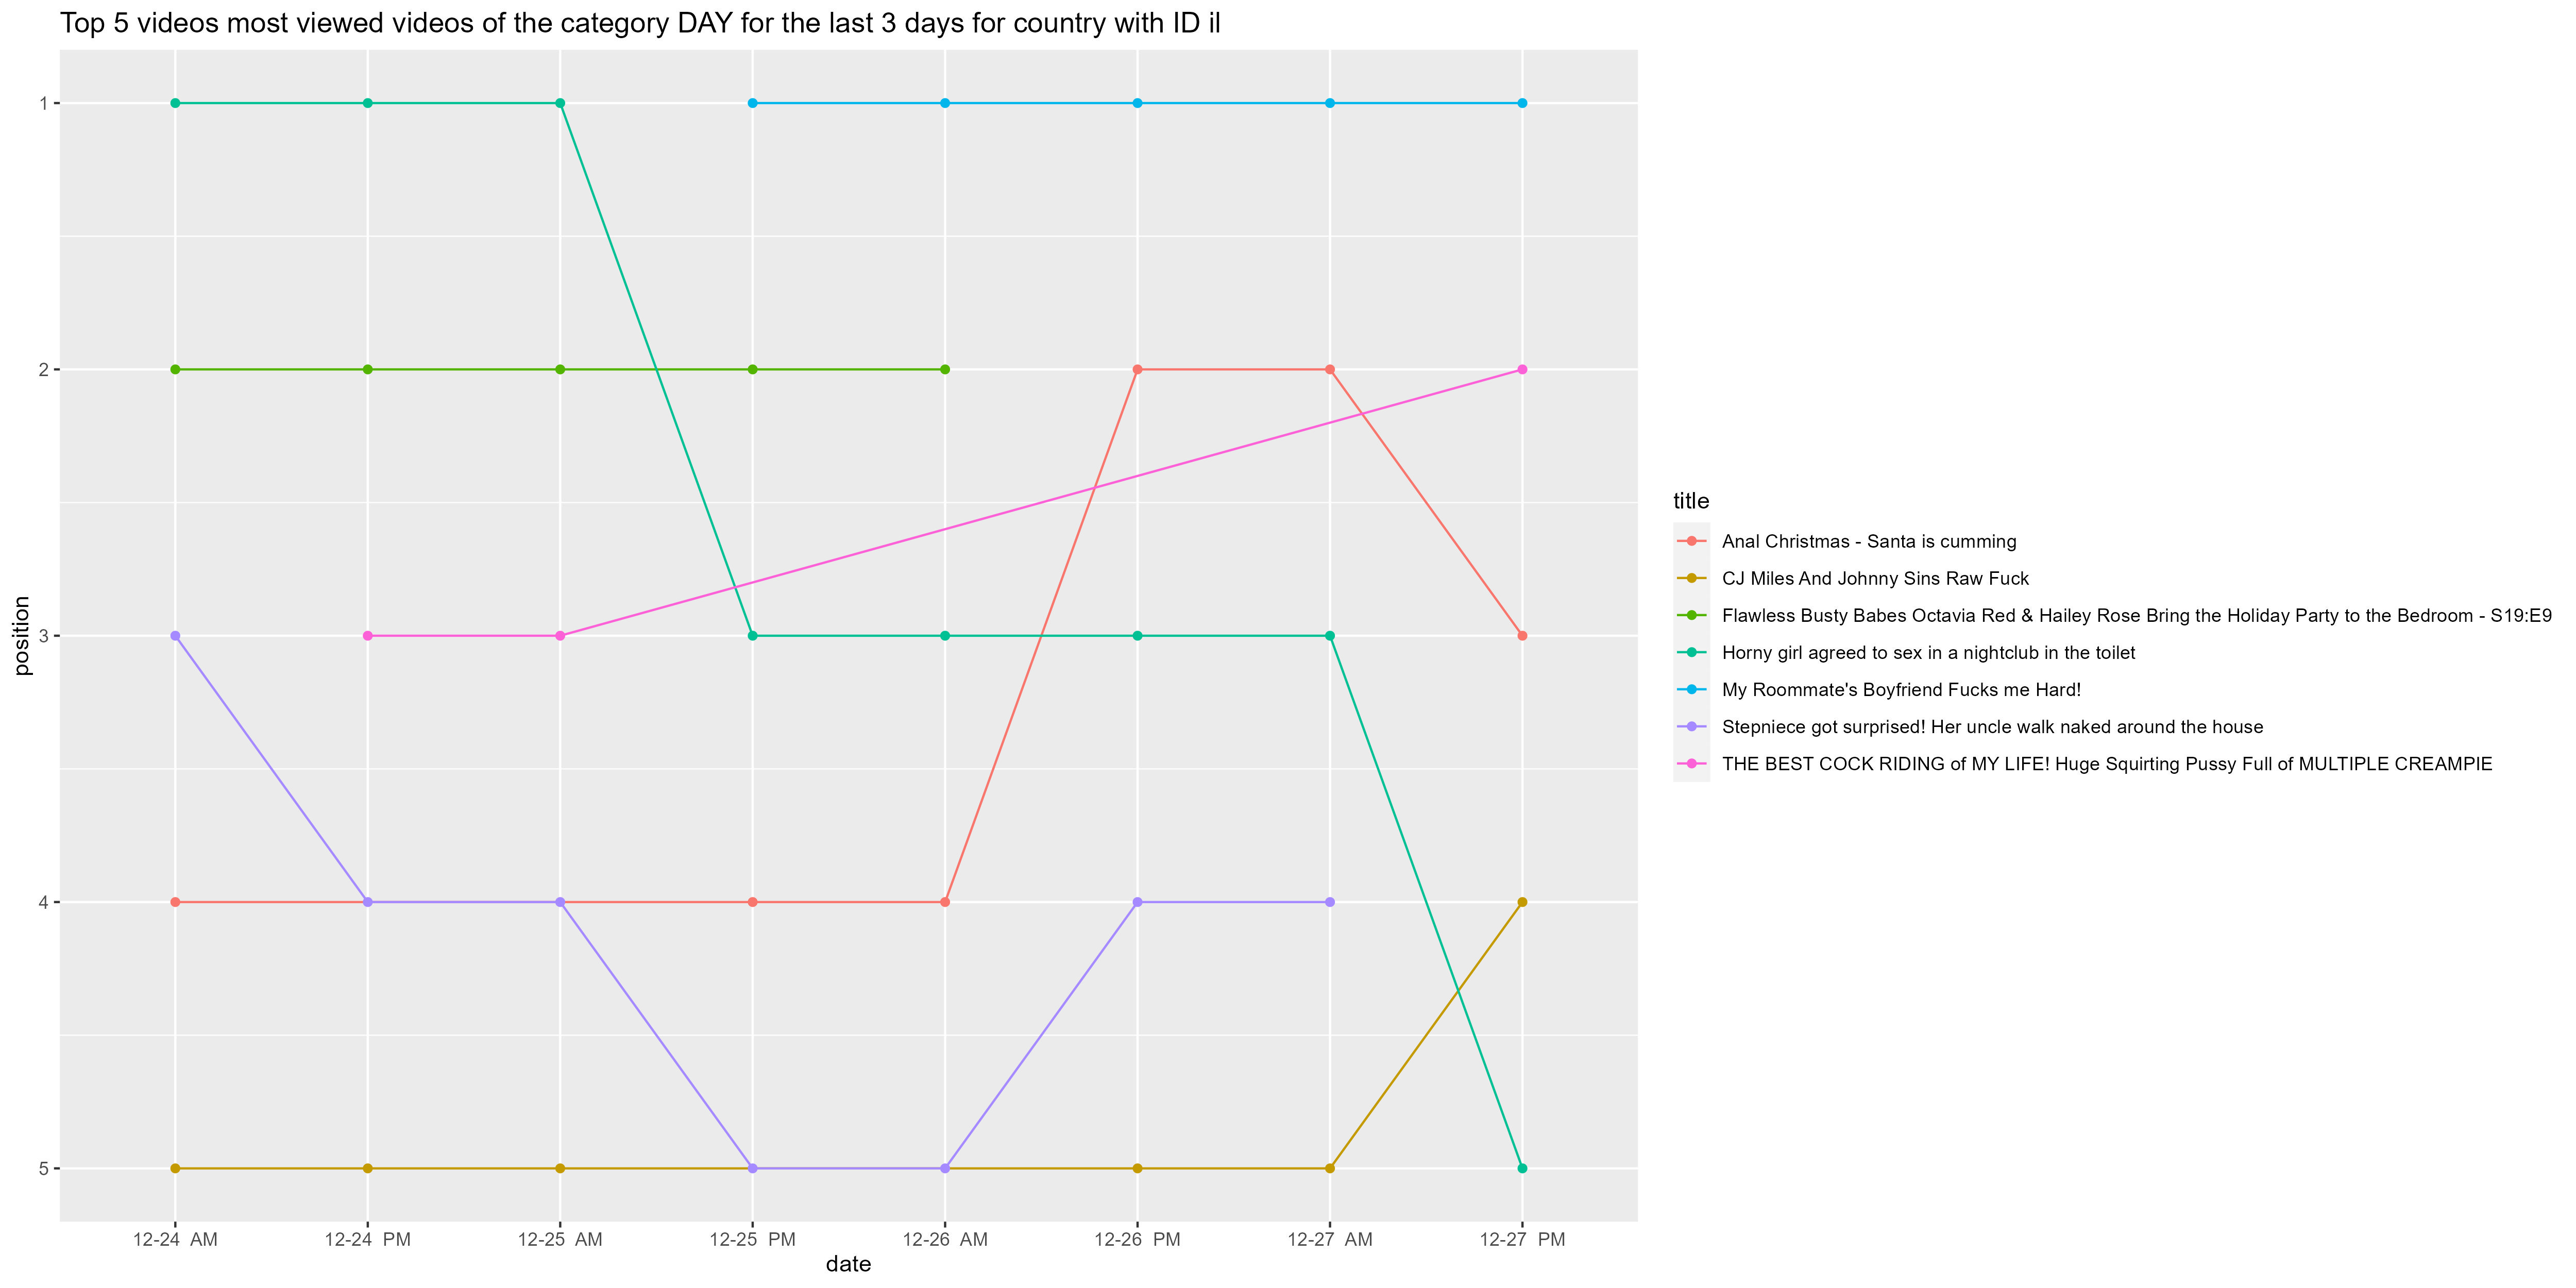 Top 5 videos most viewed videos of the category DAY for the last 3 days for country with ID il
position
1
2
3
4
5
12-24 AM
12-24 PM
12-25 AM
12-25 PM
12-26 AM
12-26 PM
12-27 AM
12-27 PM
date
title
Anal Christmas - Santa is cumming
CJ Miles And Johnny Sins Raw Fuck
Flawless Busty Babes Octavia Red & Hailey Rose Bring the Holiday Party to the Bedroom - S19:E9
Horny girl agreed to sex in a nightclub in the toilet
My Roommate's Boyfriend Fucks me Hard!
Stepniece got surprised! Her uncle walk naked around the house
THE BEST COCK RIDING of MY LIFE! Huge Squirting Pussy Full of MULTIPLE CREAMPIE